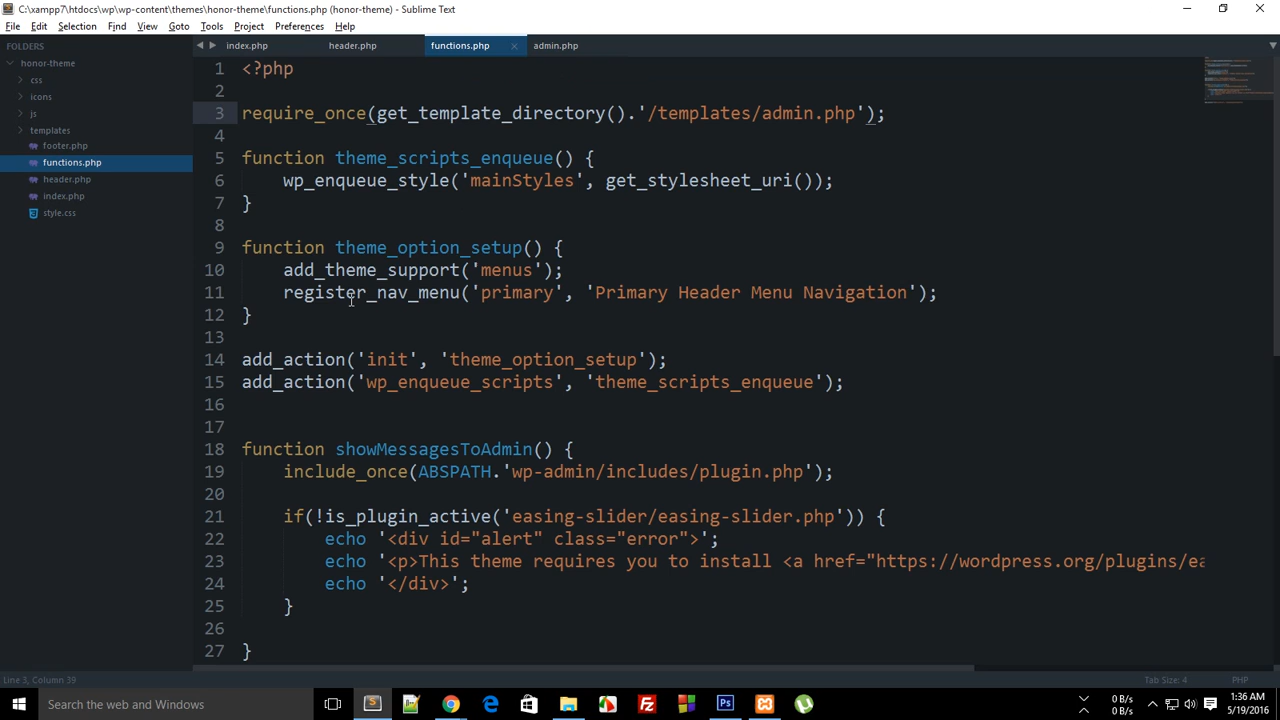 C:\xampp7\htdocs\wp\wp-content\themes\honor-theme\functions.php (honor-theme) - Sublime Text
File Edit Selection Find View Goto Tools Project Preferences Help
FOLDERS
honor-theme
css
icons
js
templates
footer.php
functions.php
header.php
index.php
style.css
index.php header.php functions.php admin.php
1 <?php
2
3 require_once(get_template_directory().'/templates/admin.php');
4
5 function theme_scripts_enqueue() {
6 wp_enqueue_style('mainStyles', get_stylesheet_uri());
7 }
8
9 function theme_option_setup() {
10 add_theme_support('menus');
11 register_nav_menu('primary', 'Primary Header Menu Navigation');
12 }
13
14 add_action('init', 'theme_option_setup');
15 add_action('wp_enqueue_scripts', 'theme_scripts_enqueue');
16
17
18 function showMessagesToAdmin() {
19 include_once(ABSPATH.'wp-admin/includes/plugin.php');
20
21 if(!is_plugin_active('easing-slider/easing-slider.php')) {
22 echo '<div id="alert" class="error">';
23 echo '<p>This theme requires you to install <a href="https://wordpress.org/plugins/ea
24 echo '</div>';
25 }
26
27 }
Line 3, Column 39
Tab Size: 4 PHP
Search the web and Windows
0 B/s
0 B/s
1:36 AM
5/19/2016